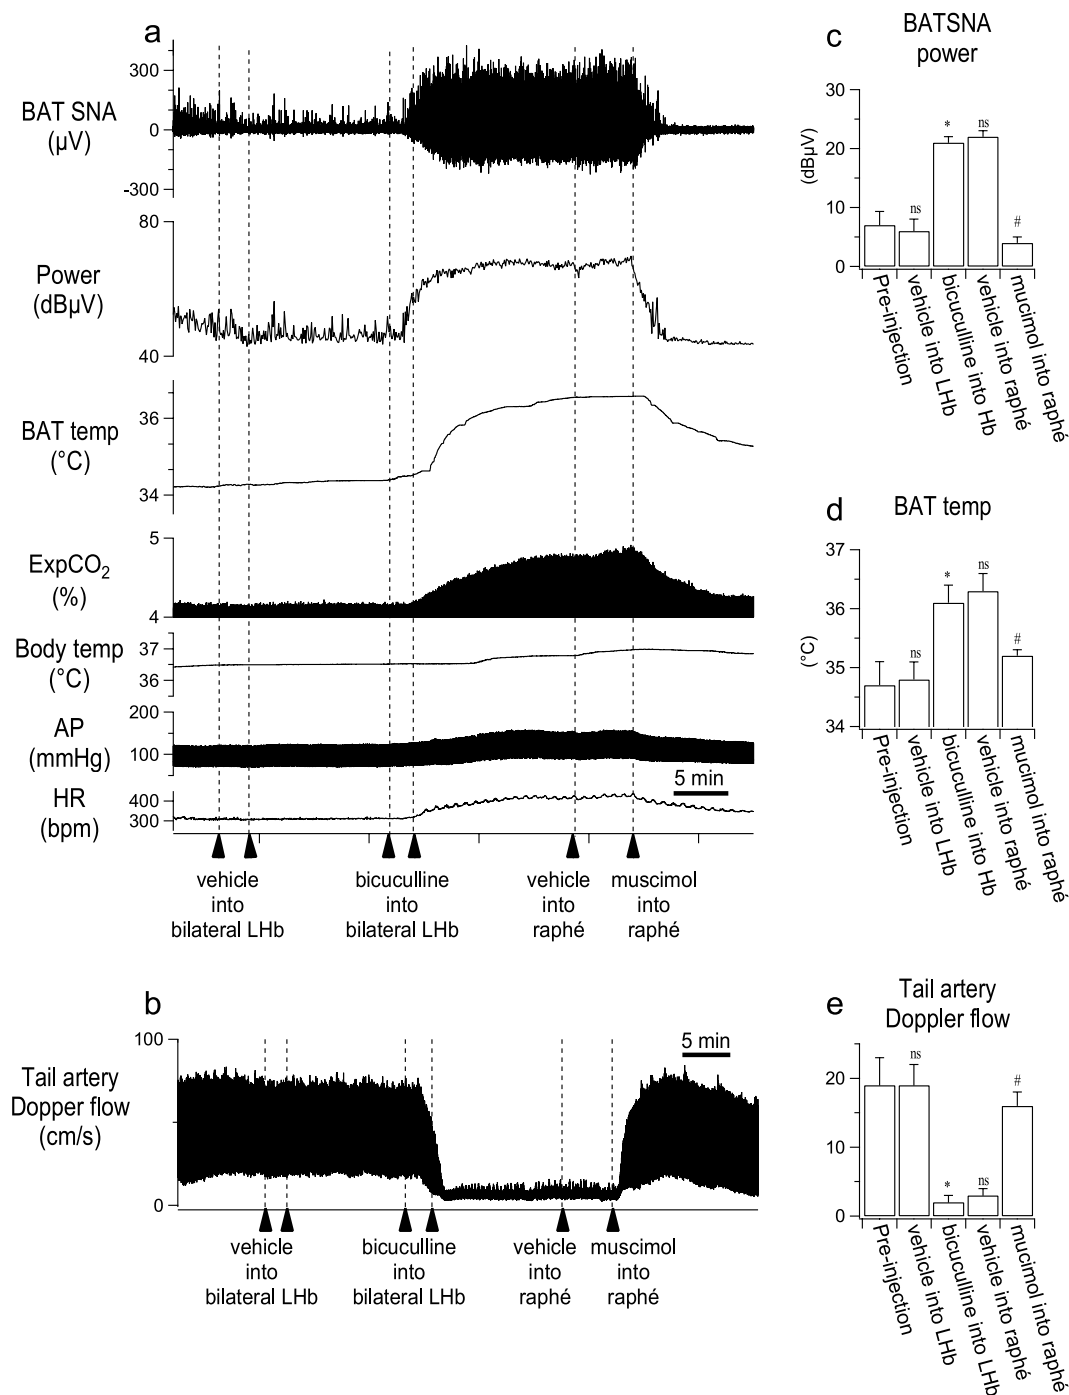 a
BAT SNA
(µV)
300
0
-300
Power
(dBµV)
80
40
BAT temp
(°C)
36
34
ExpCO2
(%)
5
4
Body temp
(°C)
37
36
AP
(mmHg)
200
100
0
5 min
HR
(bpm)
400
300
vehicle
into
bilateral LHb
bicuculline
into
bilateral LHb
vehicle
into
raphé
muscimol
into
raphé
b
Tail artery
Dopper flow
(cm/s)
100
0
5 min
vehicle
into
bilateral LHb
bicuculline
into
bilateral LHb
vehicle
into
raphé
muscimol
into
raphé
c
BATSNA
power
(dBµV)
30
20
10
0
ns
*
ns
#
Pre-injection
vehicle into LHb
bicuculline into Hb
vehicle into raphé
mucimol into raphé
d
BAT temp
(°C)
37
36
35
34
ns
*
ns
#
Pre-injection
vehicle into LHb
bicuculline into Hb
vehicle into raphé
mucimol into raphé
e
Tail artery
Doppler flow
20
10
0
ns
*
ns
#
Pre-injection
vehicle into LHb
bicuculline into LHb
vehicle into raphé
mucimol into raphé